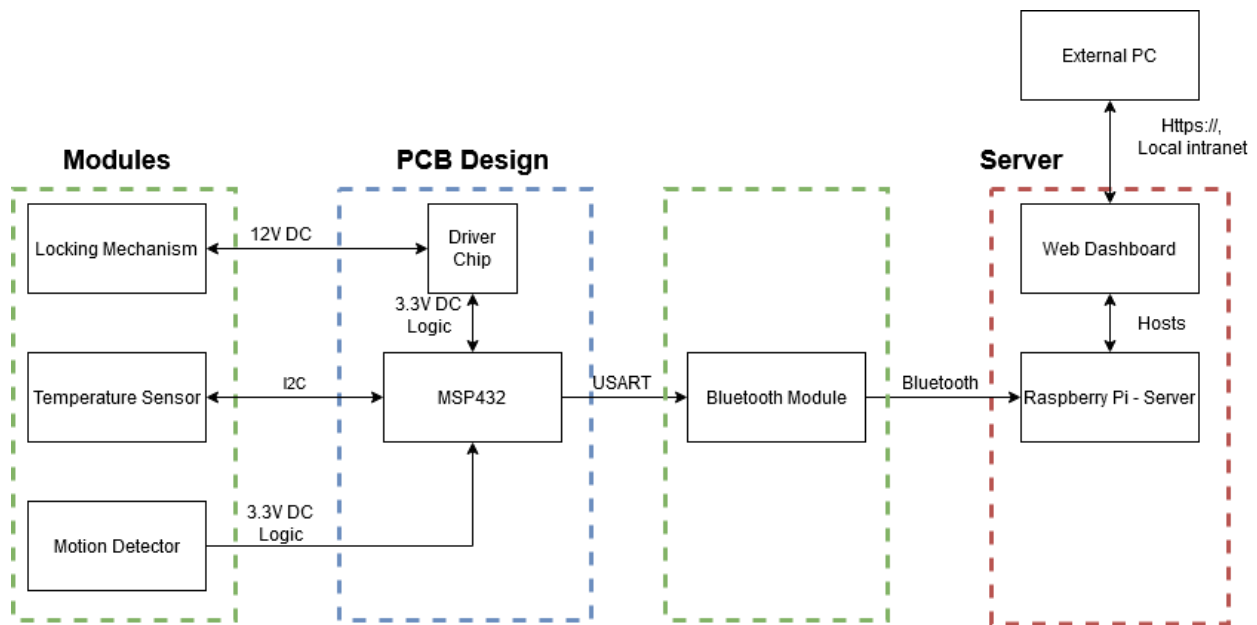 External PC
Https://,
Local intranet
Modules
PCB Design
Server
Locking Mechanism
12V DC
Driver
Chip
Web Dashboard
3.3V DC
Logic
Hosts
Temperature Sensor
I2C
MSP432
USART
Bluetooth Module
Bluetooth
Raspberry Pi - Server
Motion Detector
3.3V DC
Logic